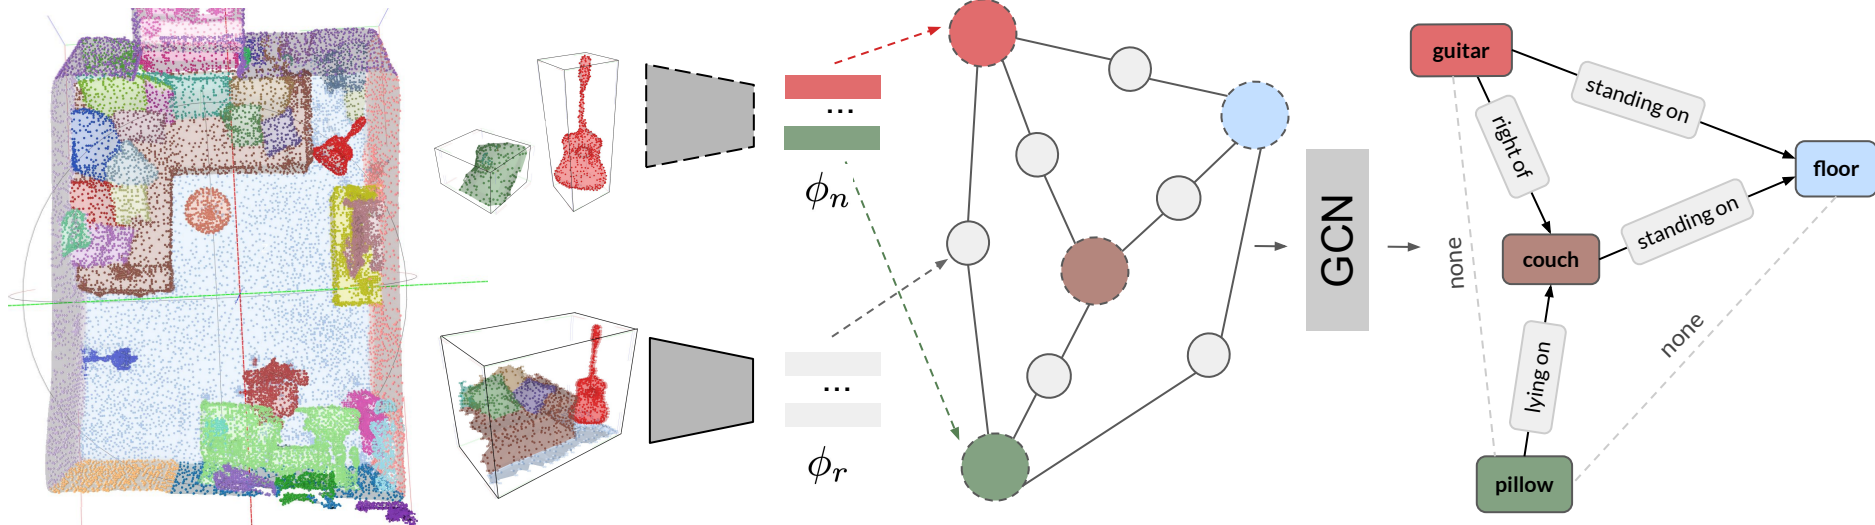 ...
ϕn
...
ϕr
GCN
guitar
standing on
right of
floor
standing on
none
couch
none
lying on
pillow